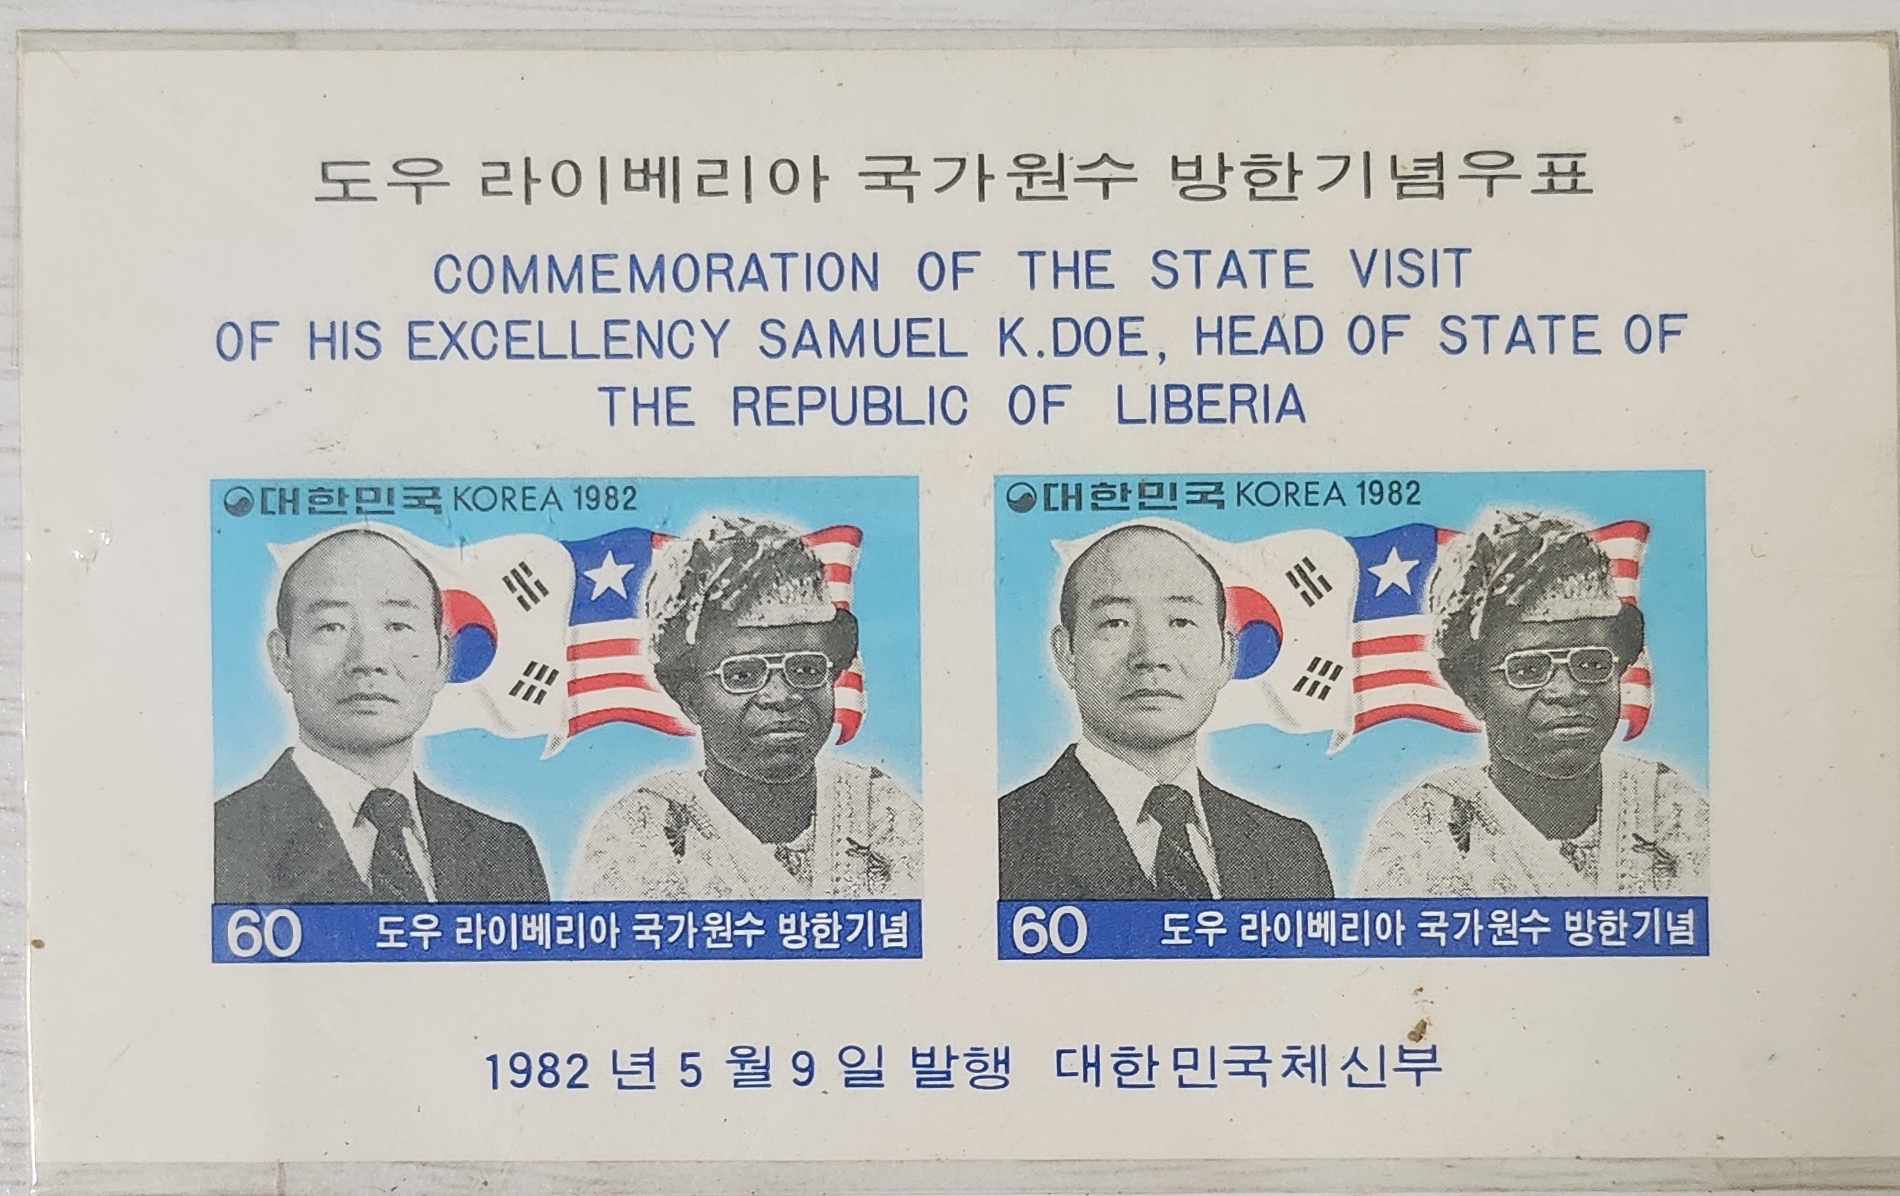 도우 라이베리아 국가원수 방한기념우표
COMMEMORATION OF THE STATE VISIT
OF HIS EXCELLENCY SAMUEL K.DOE, HEAD OF STATE OF
THE REPUBLIC OF LIBERIA
대한민국 KOREA 1982
60 도우 라이베리아 국가원수 방한기념
대한민국 KOREA 1982
60 도우 라이베리아 국가원수 방한기념
1982 년 5 월 9 일 발행 대한민국체신부